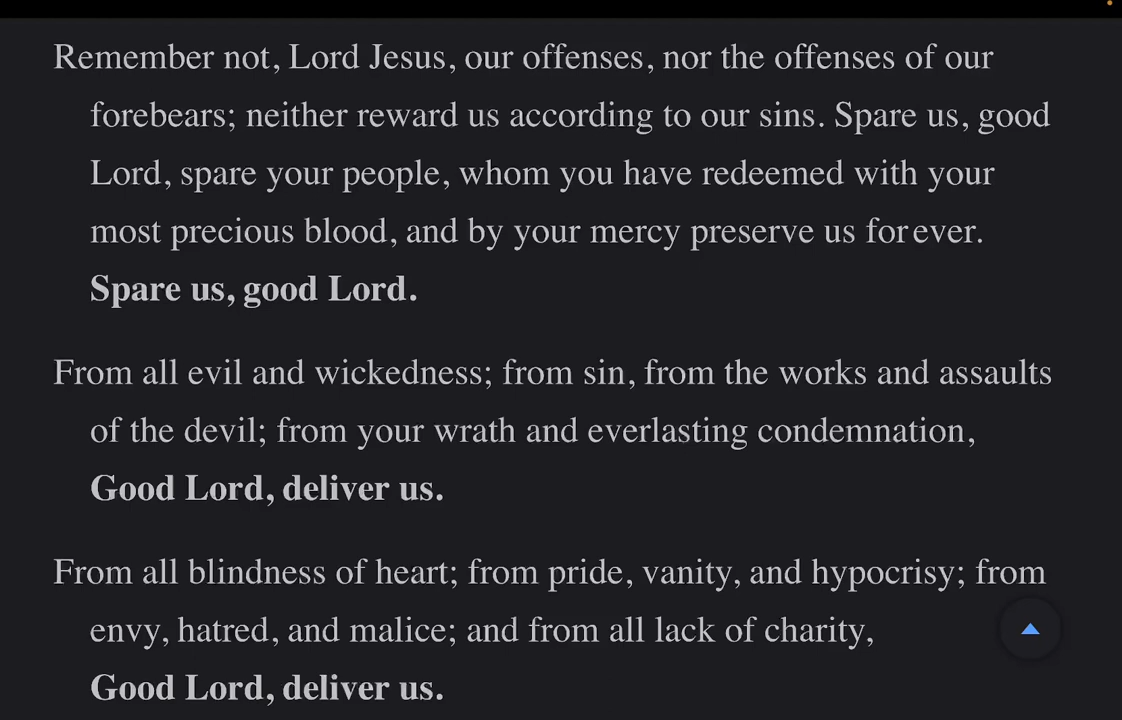 Remember not, Lord Jesus, our offenses, nor the offenses of our
forebears; neither reward us according to our sins. Spare us, good
Lord, spare your people, whom you have redeemed with your
most precious blood, and by your mercy preserve us for ever.
Spare us, good Lord.
From all evil and wickedness; from sin, from the works and assaults
of the devil; from your wrath and everlasting condemnation,
Good Lord, deliver us.
From all blindness of heart; from pride, vanity, and hypocrisy; from
envy, hatred, and malice; and from all lack of charity,
Good Lord, deliver us.